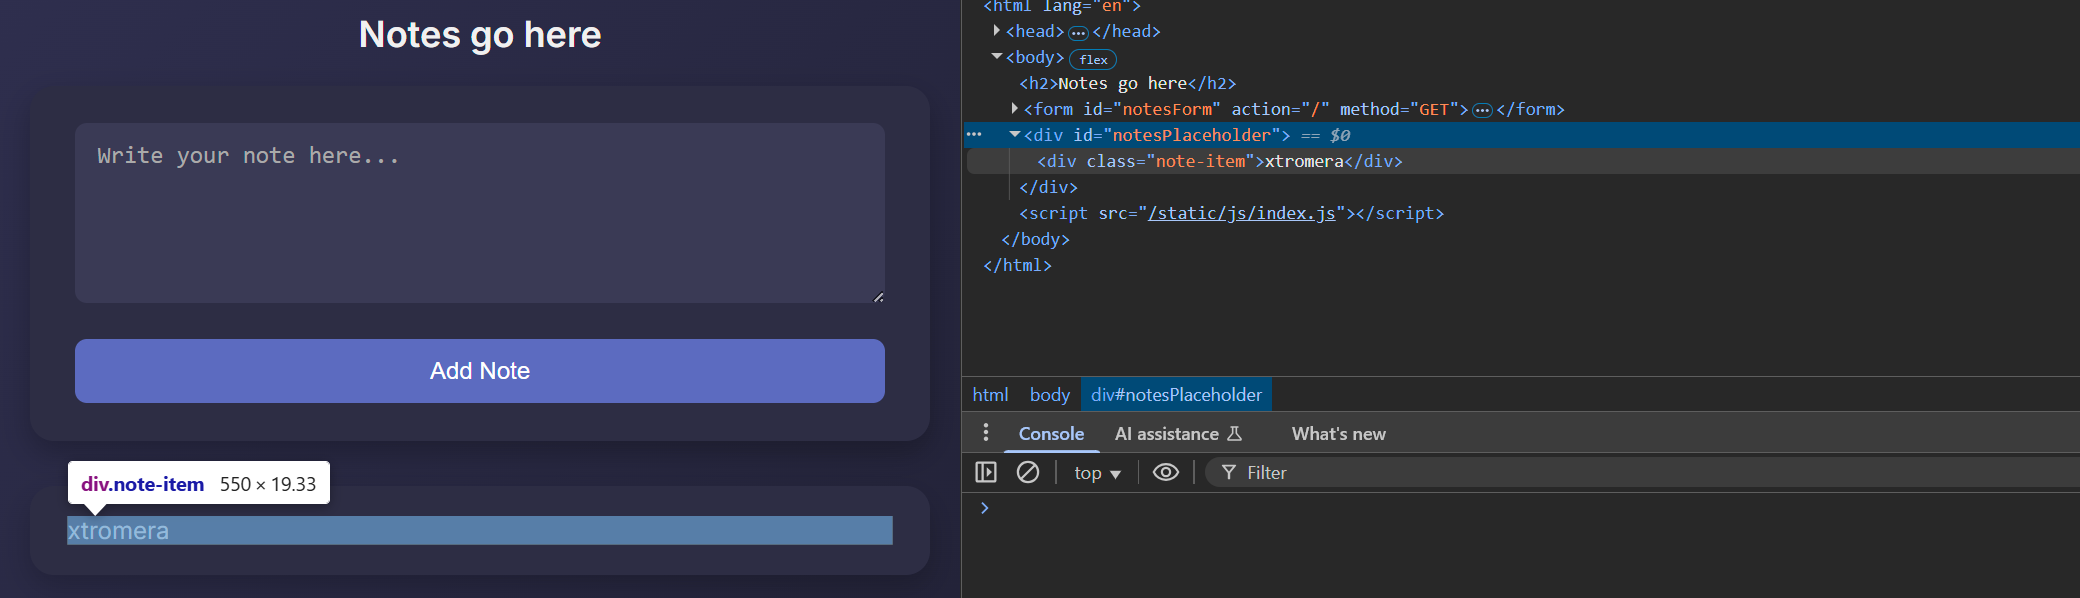 Notes go here
Write your note here...
Add Note
div.note-item 550 × 19.33
xtromera
<html lang="en">
<head>…</head>
<body> flex
<h2>Notes go here</h2>
<form id="notesForm" action="/" method="GET">…</form>
… <div id="notesPlaceholder"> == $0
<div class="note-item">xtromera</div>
</div>
<script src="/static/js/index.js"></script>
</body>
</html>
html body div#notesPlaceholder
Console AI assistance What's new
top Filter